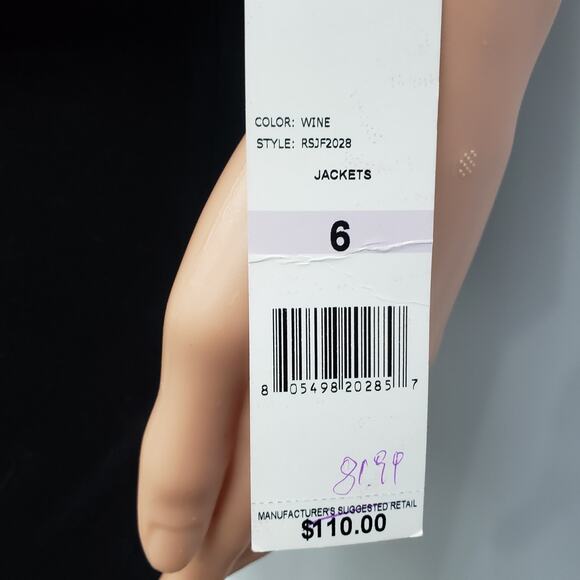 COLOR: WINE
STYLE: RSJF2028
JACKETS
6
8 05498 20285 7
81.99
MANUFACTURER'S SUGGESTED RETAIL
$110.00